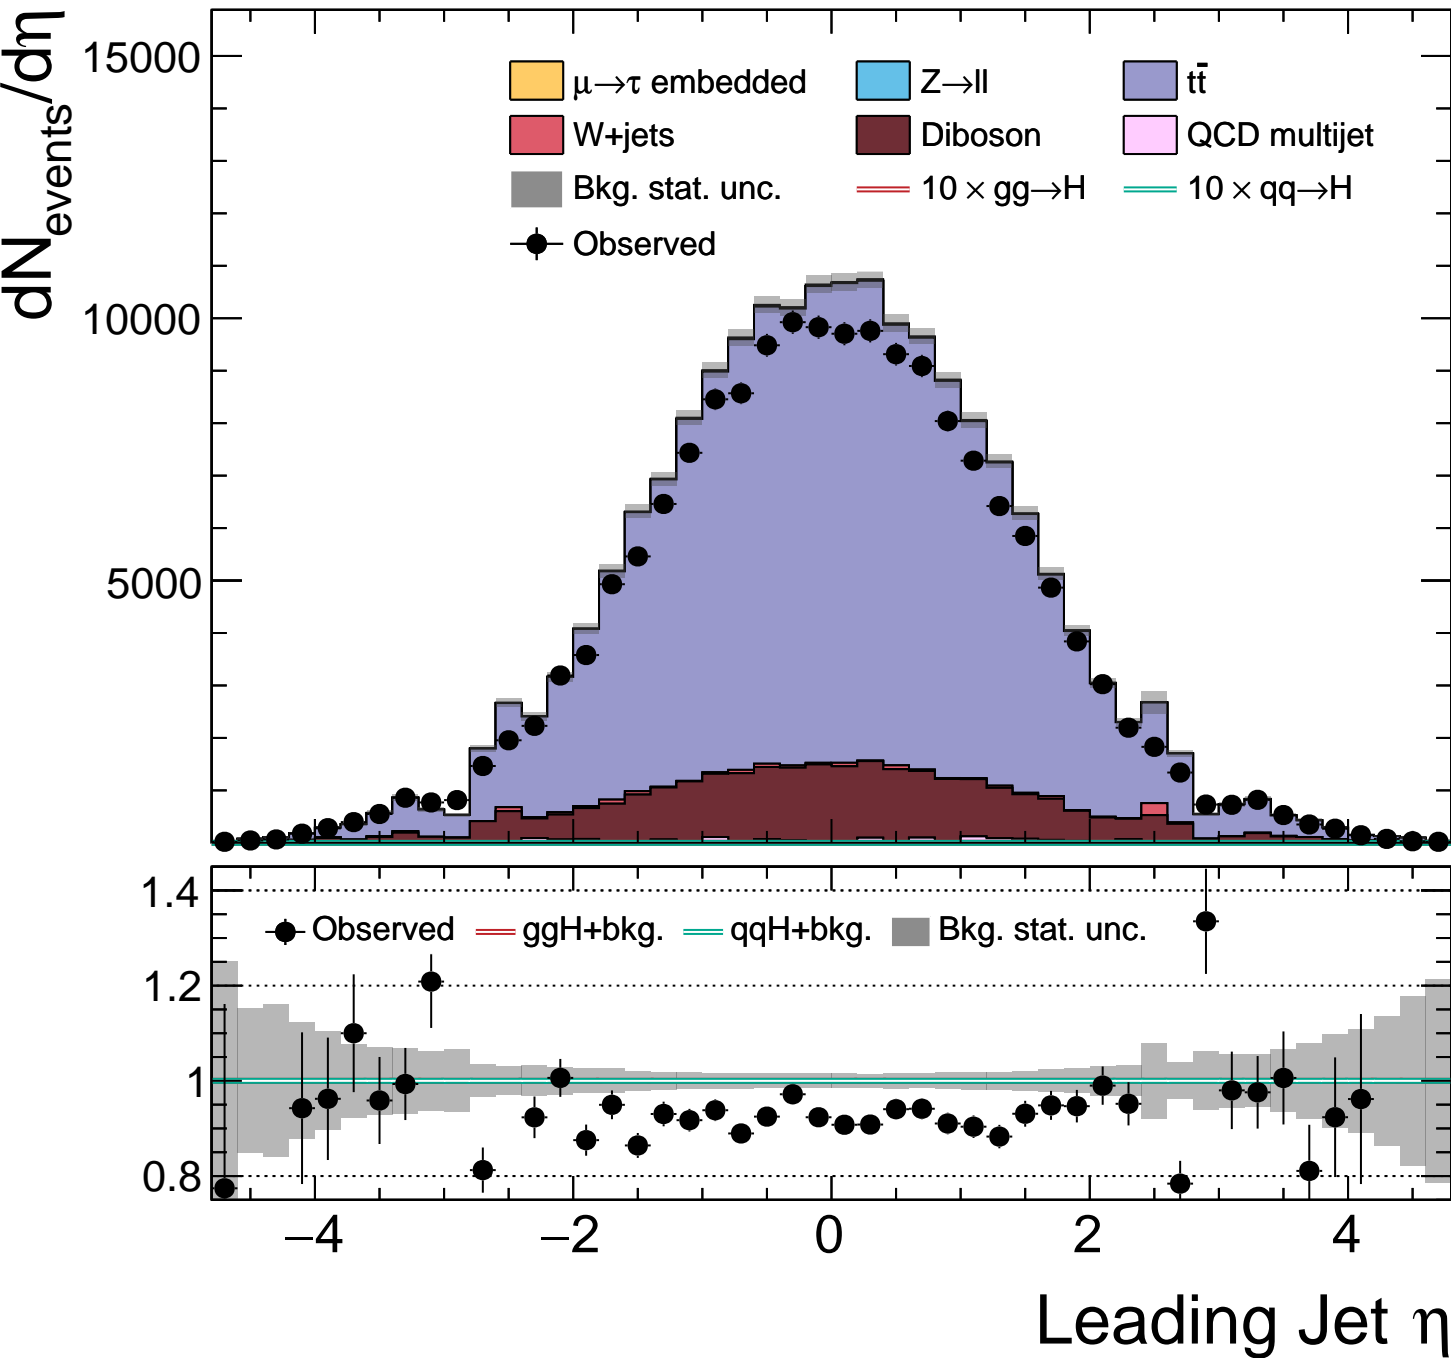 dN_events/dη
15000
10000
5000
μ→τ embedded Z→ll tt̄
W+jets Diboson QCD multijet
Bkg. stat. unc. 10 × gg→H 10 × qq→H
Observed
1.4
1.2
1
0.8
Observed ggH+bkg. qqH+bkg. Bkg. stat. unc.
−4 −2 0 2 4
Leading Jet η